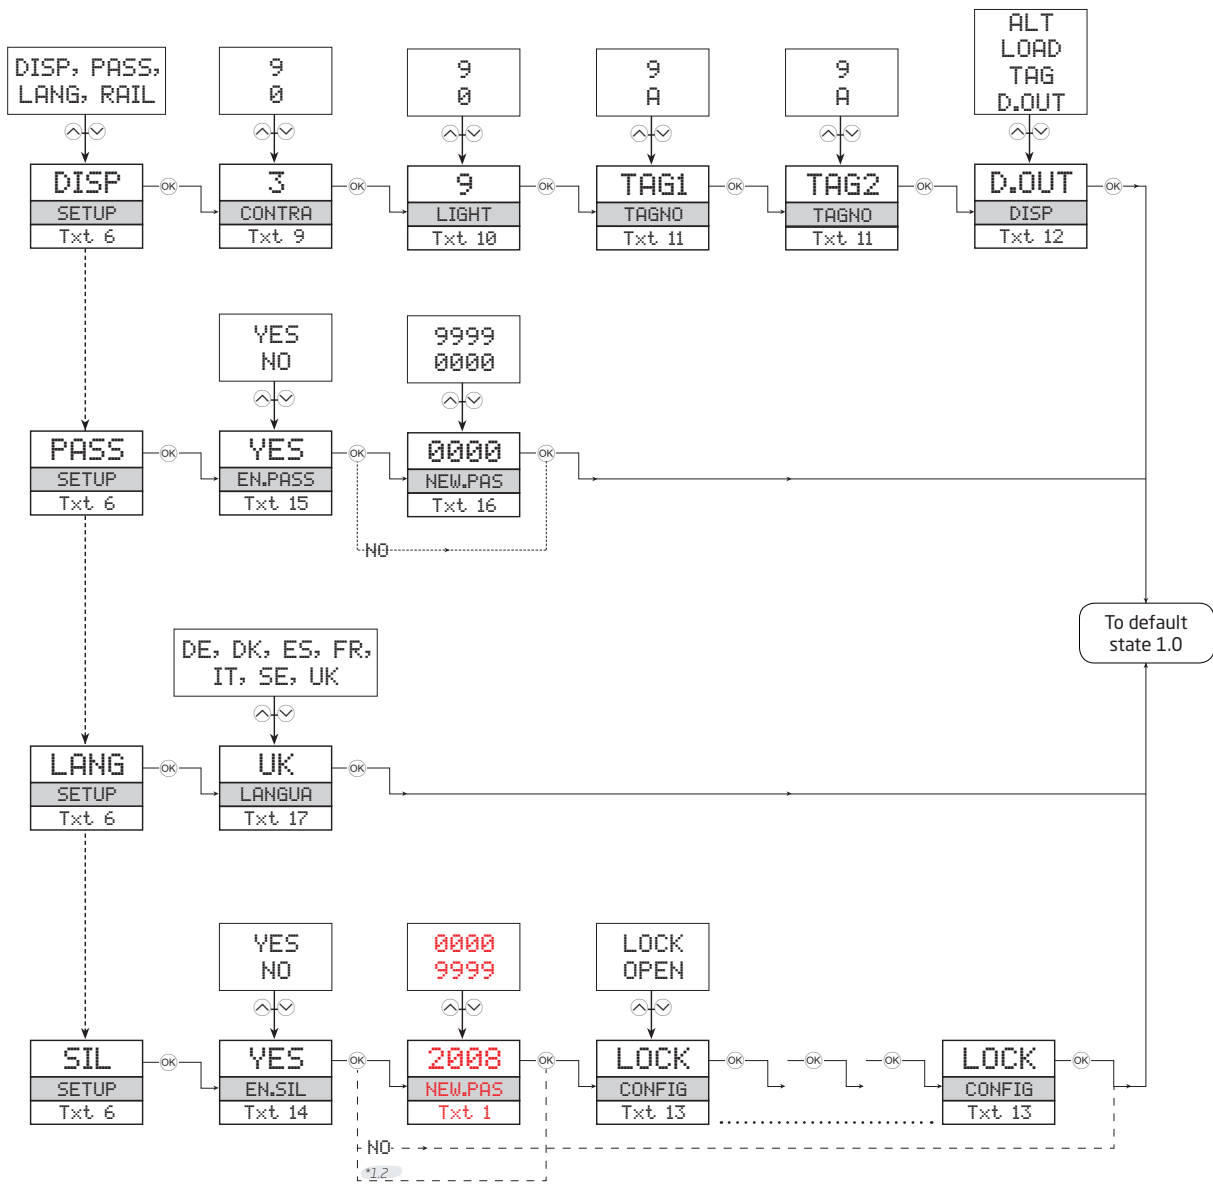 DISP, PASS,
LANG, RAIL
9
0
9
0
9
A
9
A
ALT
LOAD
TAG
D.OUT
DISP
SETUP
Txt 6
OK
3
CONTRA
Txt 9
OK
9
LIGHT
Txt 10
OK
TAG1
TAGNO
Txt 11
OK
TAG2
TAGNO
Txt 11
OK
D.OUT
DISP
Txt 12
OK
YES
NO
9999
0000
PASS
SETUP
Txt 6
OK
YES
EN.PASS
Txt 15
OK
0000
NEW.PAS
Txt 16
OK
NO
To default
state 1.0
DE, DK, ES, FR,
IT, SE, UK
LANG
SETUP
Txt 6
OK
UK
LANGUA
Txt 17
OK
YES
NO
0000
9999
LOCK
OPEN
SIL
SETUP
Txt 6
OK
YES
EN.SIL
Txt 14
OK
2008
NEW.PAS
Txt 1
OK
LOCK
CONFIG
Txt 13
OK
OK
OK
LOCK
CONFIG
Txt 13
OK
NO
*1.2